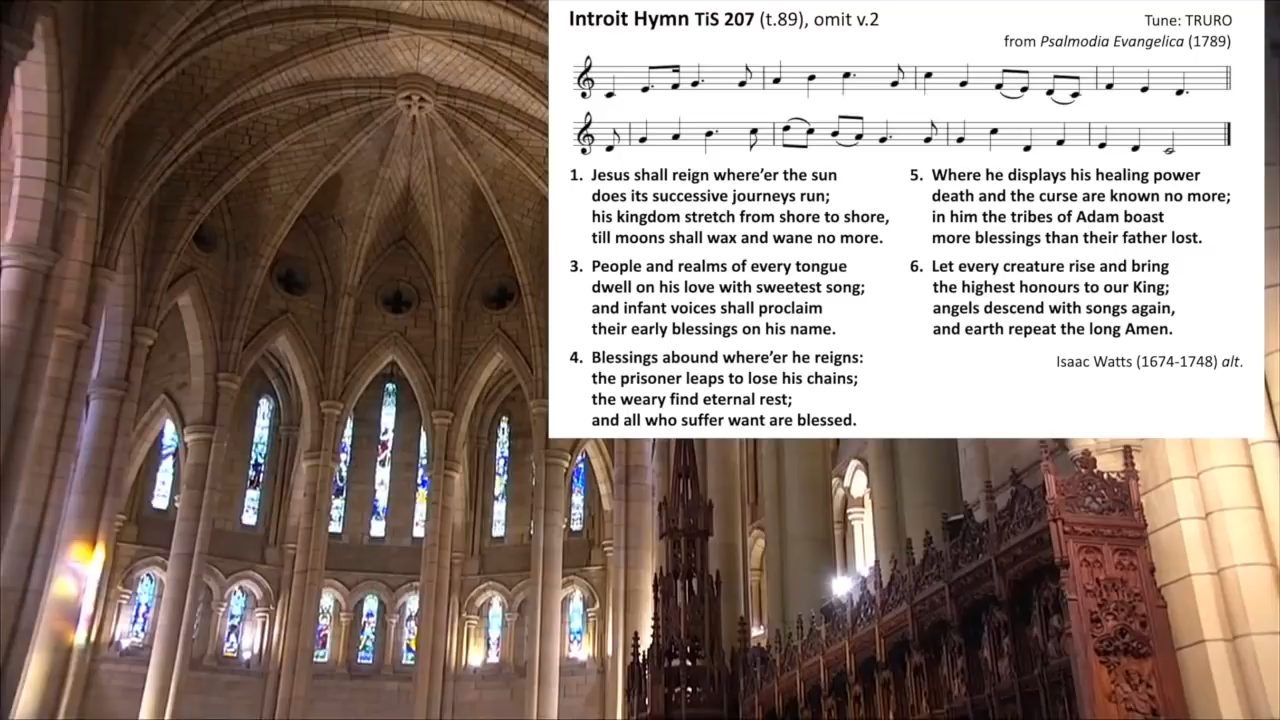 Introit Hymn TiS 207 (t.89), omit v.2
Tune: TRURO
from Psalmodia Evangelica (1789)
1. Jesus shall reign where’er the sun
does its successive journeys run;
his kingdom stretch from shore to shore,
till moons shall wax and wane no more.
3. People and realms of every tongue
dwell on his love with sweetest song;
and infant voices shall proclaim
their early blessings on his name.
4. Blessings abound where’er he reigns:
the prisoner leaps to lose his chains;
the weary find eternal rest;
and all who suffer want are blessed.
5. Where he displays his healing power
death and the curse are known no more;
in him the tribes of Adam boast
more blessings than their father lost.
6. Let every creature rise and bring
the highest honours to our King;
angels descend with songs again,
and earth repeat the long Amen.
Isaac Watts (1674-1748) alt.